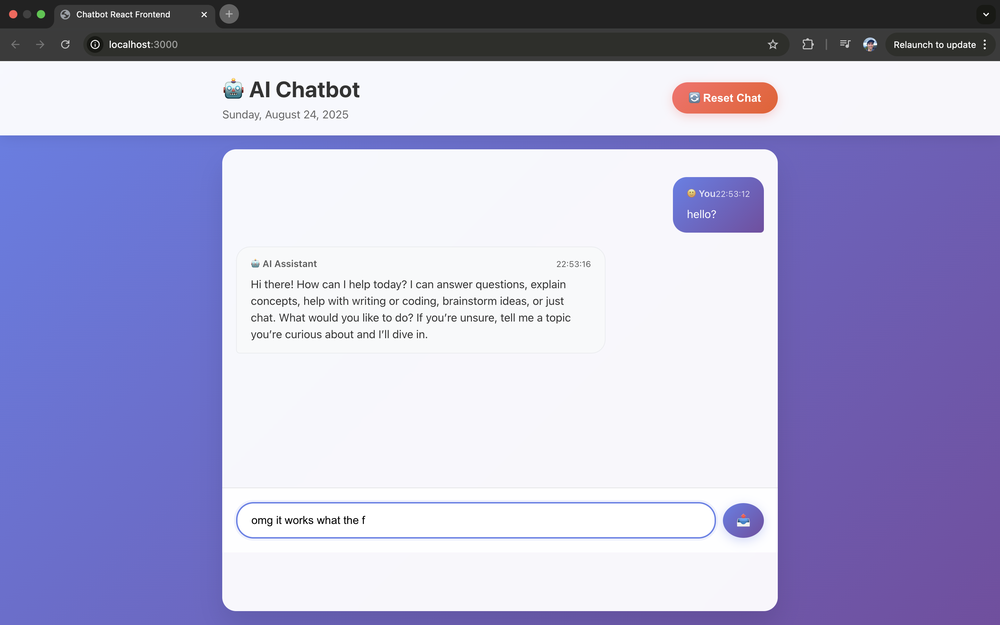 Chatbot React Frontend
localhost:3000
Relaunch to update
🤖 AI Chatbot
Sunday, August 24, 2025
🔄 Reset Chat
You22:53:12
hello?
🤖 AI Assistant 22:53:16
Hi there! How can I help today? I can answer questions, explain
concepts, help with writing or coding, brainstorm ideas, or just
chat. What would you like to do? If you’re unsure, tell me a topic
you’re curious about and I’ll dive in.
omg it works what the f